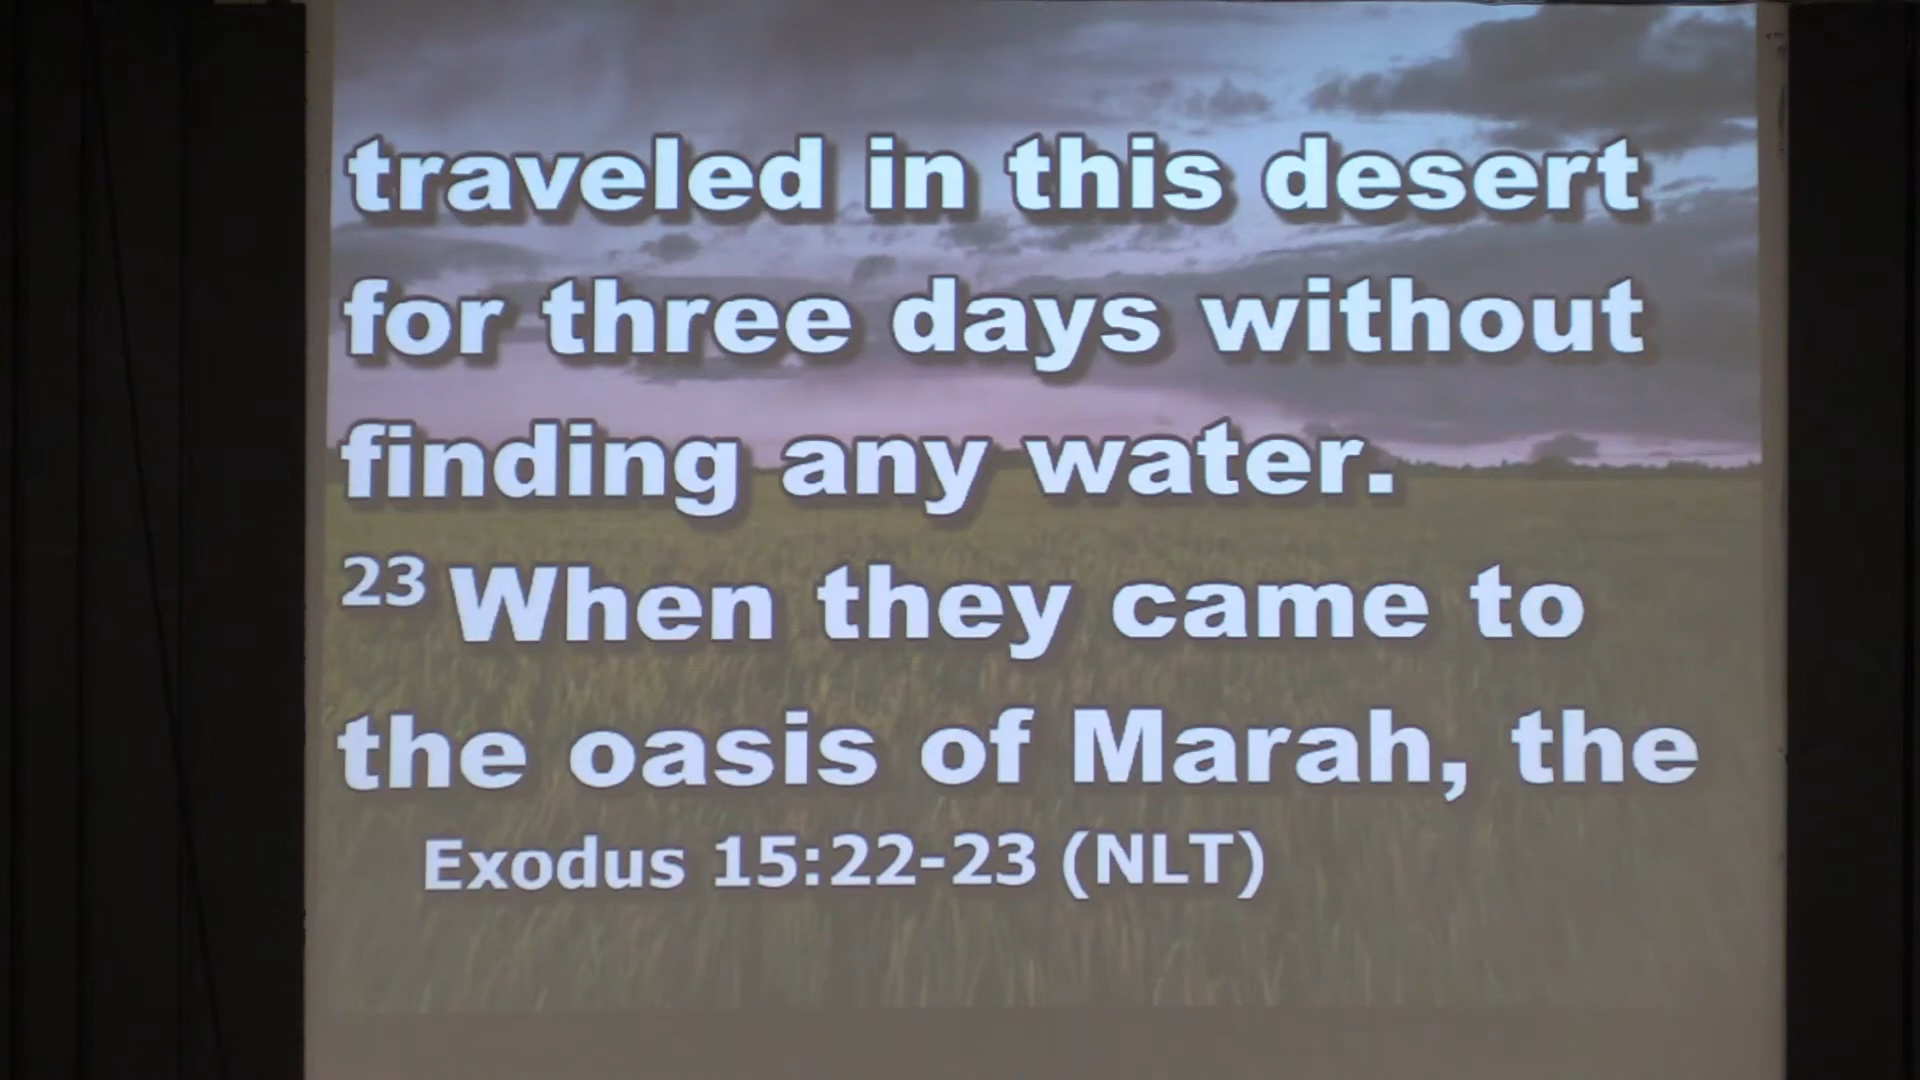 traveled in this desert
for three days without
finding any water.
23 When they came to
the oasis of Marah, the
Exodus 15:22-23 (NLT)